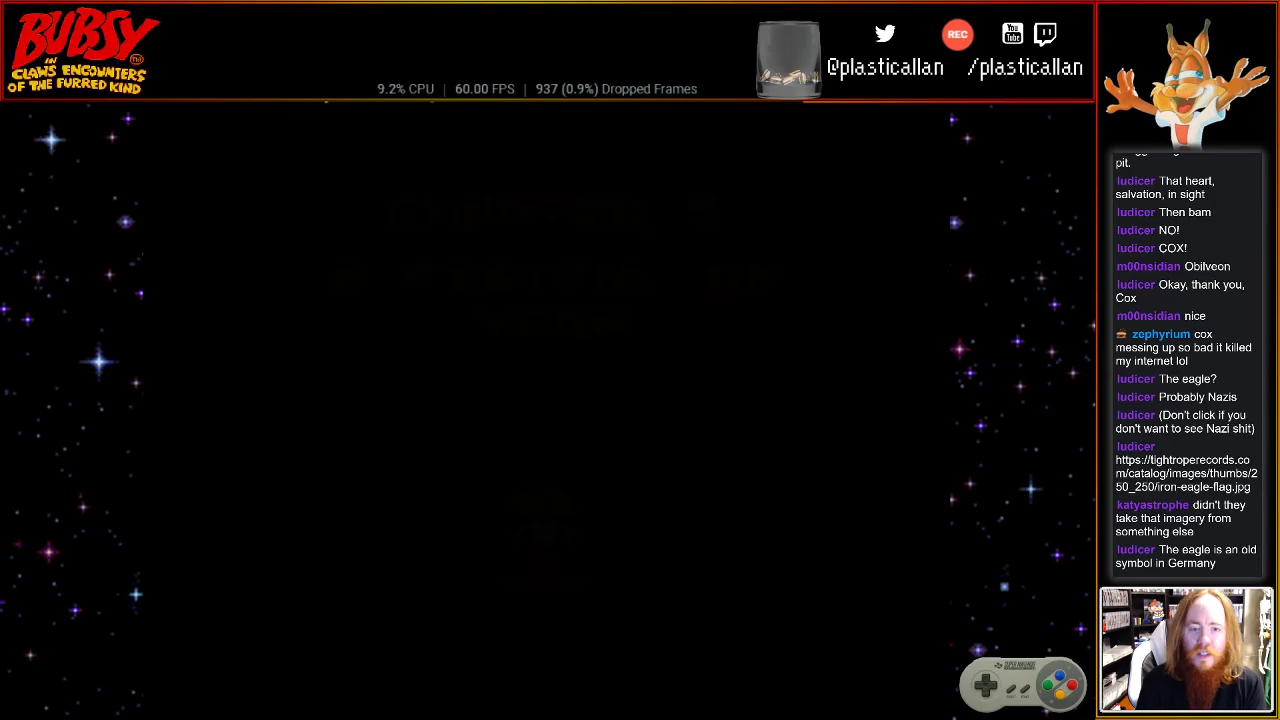 BUBSY
IN
CLAWS ENCOUNTERS
OF THE FURRED KIND
TM
9.2% CPU | 60.00 FPS | 937 (0.9%) Dropped Frames
REC
You
Tube
@plasticallan
/plasticallan
pit.
ludicer That heart,
salvation, in sight
ludicer Then bam
ludicer NO!
ludicer COX!
m00nsidian Obilveon
ludicer Okay, thank you,
Cox
m00nsidian nice
zephyrium cox
messing up so bad it killed
my internet lol
ludicer The eagle?
ludicer Probably Nazis
ludicer (Don't click if you
don't want to see Nazi shit)
ludicer
https://tightroperecords.co
m/catalog/images/thumbs/2
50_250/iron-eagle-flag.jpg
katyastrophe didn't they
take that imagery from
something else
ludicer The eagle is an old
symbol in Germany